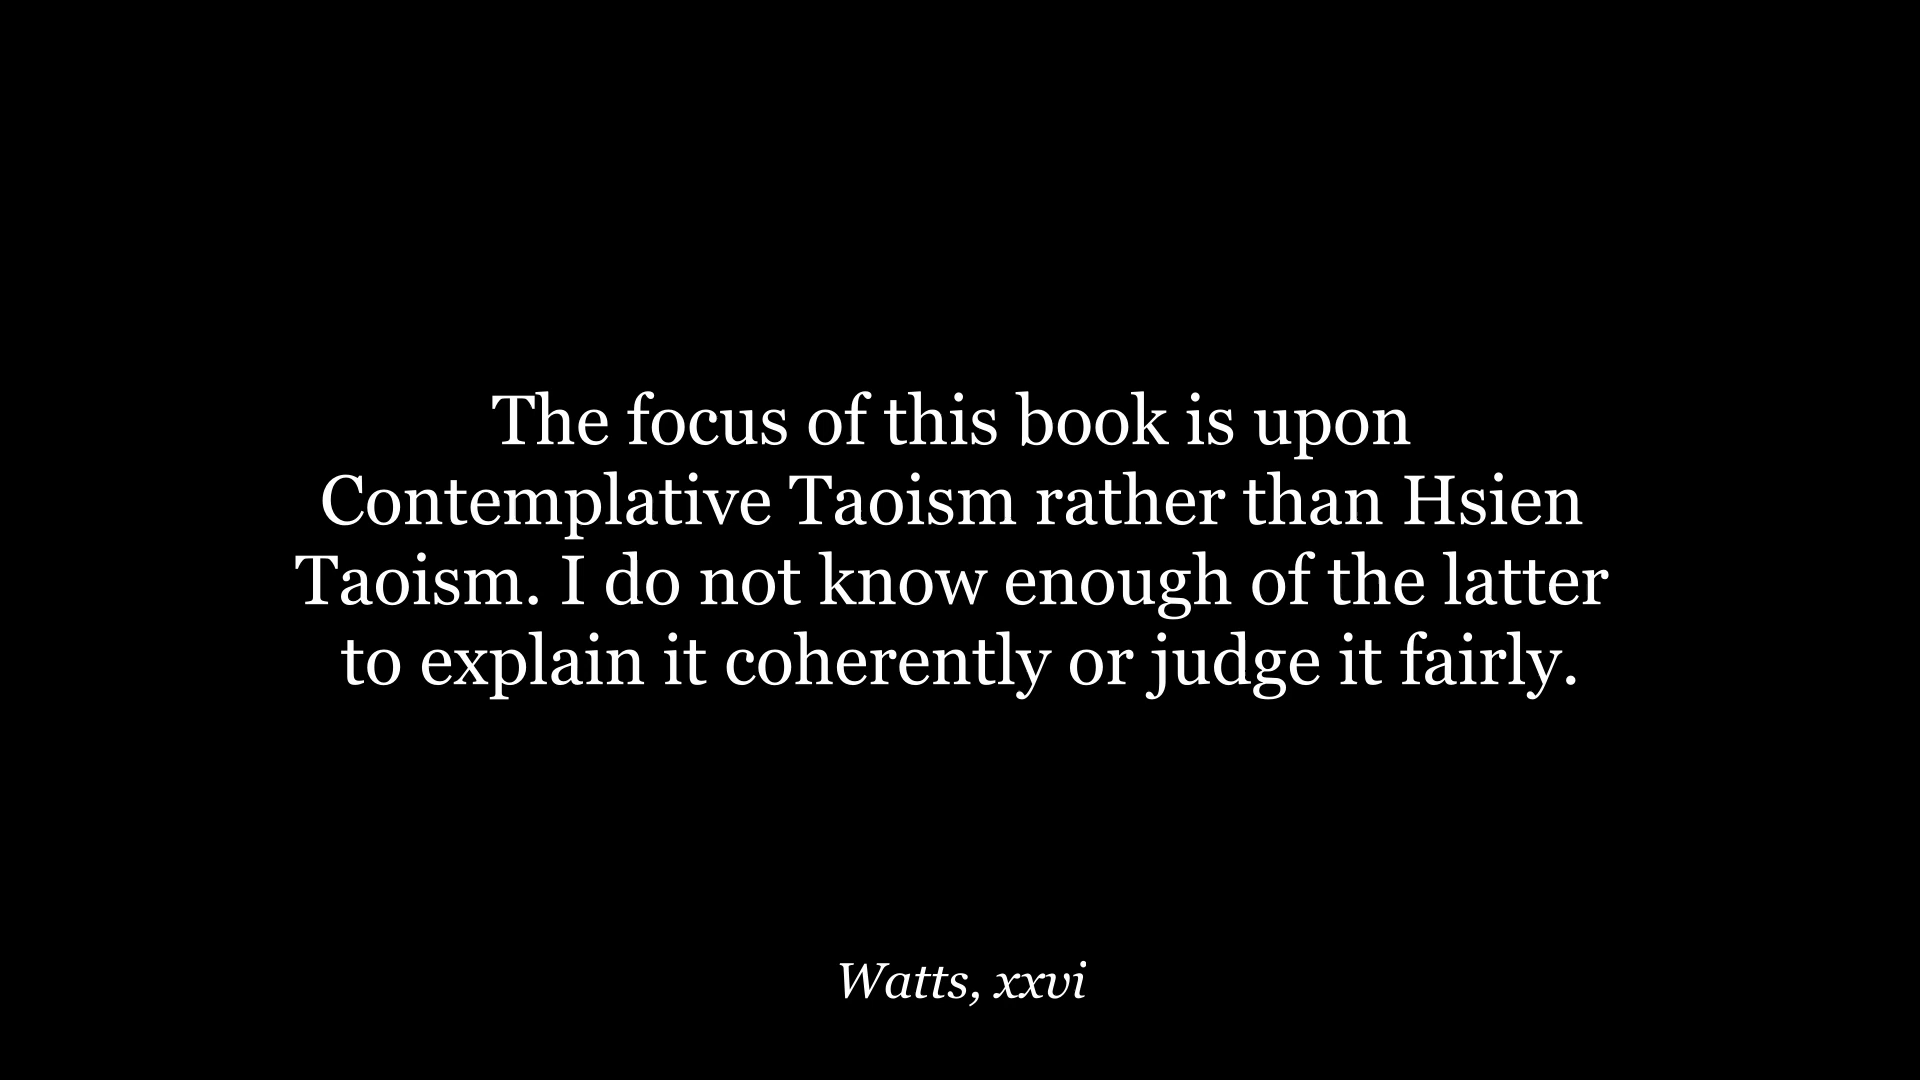 The focus of this book is upon
Contemplative Taoism rather than Hsien
Taoism. I do not know enough of the latter
to explain it coherently or judge it fairly.
Watts, xxvi